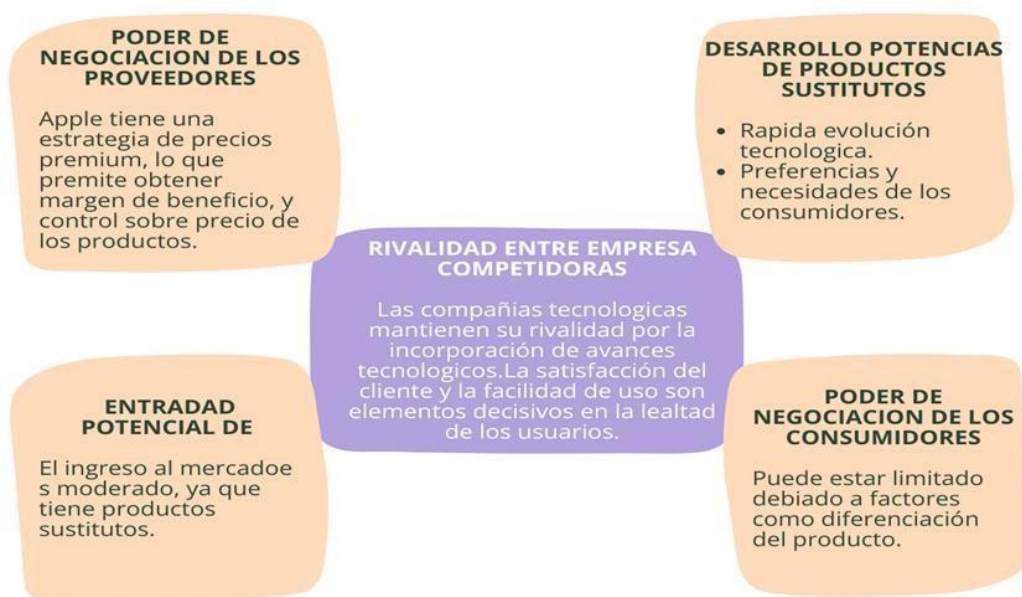 PODER DE
NEGOCIACION DE LOS
PROVEEDORES
Apple tiene una
estrategia de precios
premium, lo que
premite obtener
margen de beneficio, y
control sobre precio de
los productos.
DESARROLLO POTENCIAS
DE PRODUCTOS
SUSTITUTOS
• Rapida evolución
tecnologica.
• Preferencias y
necesidades de los
consumidores.
RIVALIDAD ENTRE EMPRESA
COMPETIDORAS
Las compañias tecnologicas
mantienen su rivalidad por la
incorporación de avances
tecnologicos.La satisfacción del
cliente y la facilidad de uso son
elementos decisivos en la lealtad
de los usuarios.
ENTRADAD
POTENCIAL DE
El ingreso al mercadoe
s moderado, ya que
tiene productos
sustitutos.
PODER DE
NEGOCIACION DE LOS
CONSUMIDORES
Puede estar limitado
debiado a factores
como diferenciación
del producto.